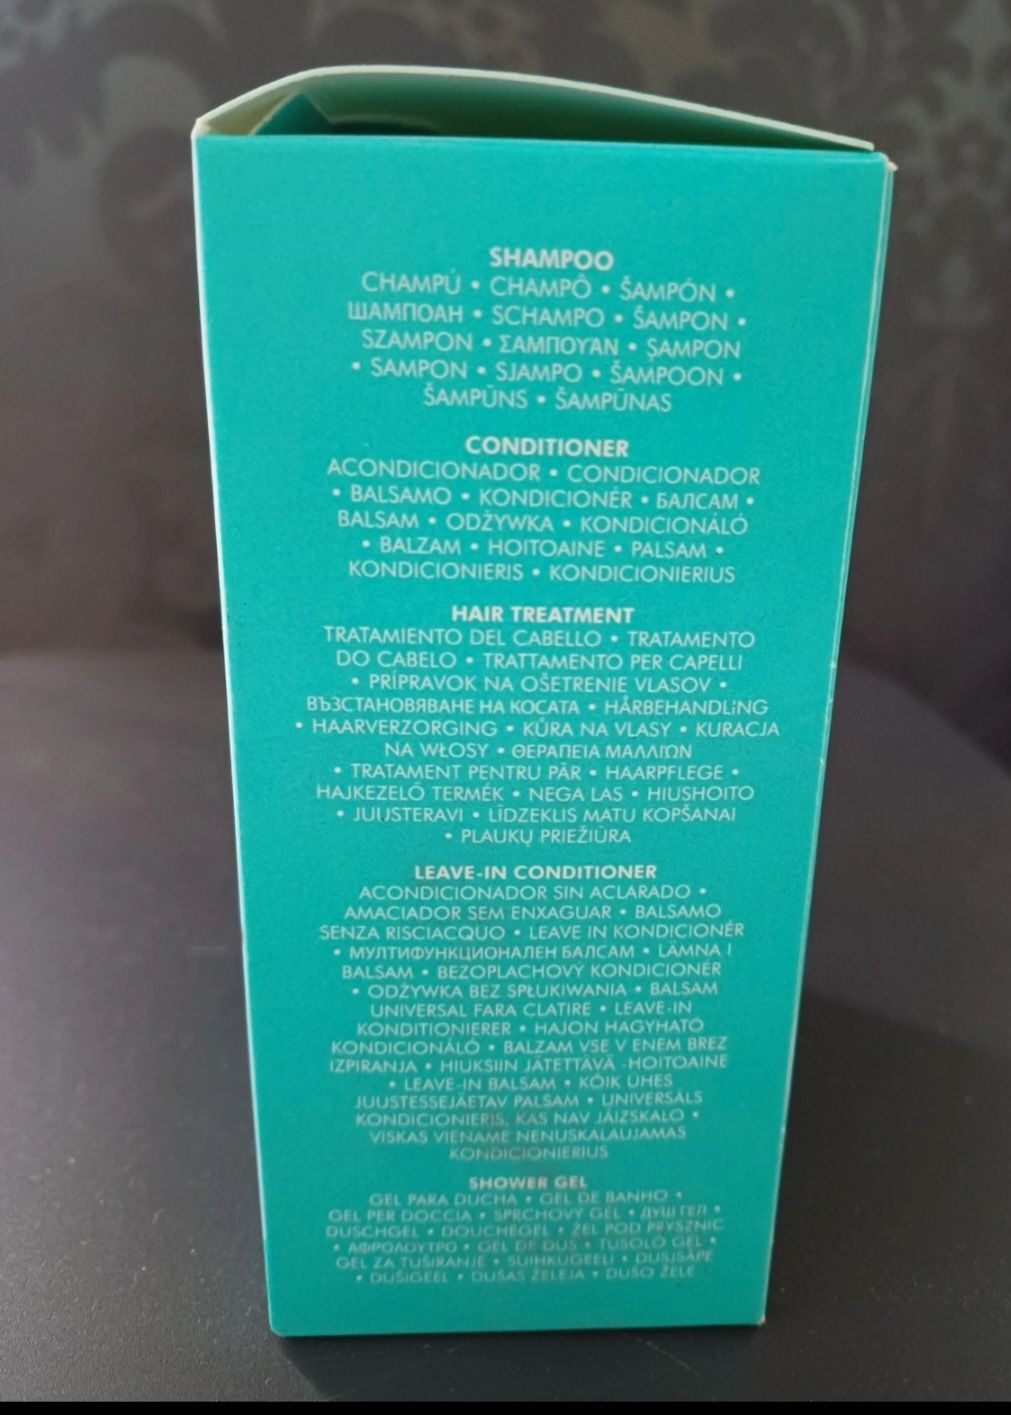 SHAMPOO
CHAMPÚ • CHAMPÔ • ŠAMPÓN •
ШАМПОАН • SCHAMPO • ŠAMPON •
SZAMPON • ΣΑΜΠΟΥΆΝ • ŞAMPON
• SAMPON • SJAMPO • ŠAMPOON •
ŠAMPŪNS • ŠAMPŪNAS
CONDITIONER
ACONDICIONADOR • CONDICIONADOR
• BALSAMO • KONDICIONÉR • БАЛСАМ •
BALSAM • ODŻYWKA • KONDICIONÁLÓ
• BALZAM • HOITOAINE • PALSAM •
KONDICIONIERIS • KONDICIONIERIUS
HAIR TREATMENT
TRATAMIENTO DEL CABELLO • TRATAMENTO
DO CABELO • TRATTAMENTO PER CAPELLI
• PRÍPRAVOK NA OŠETRENIE VLASOV •
ВЪЗСТАНОВЯВАНЕ НА КОСАТА • HÅRBEHANDLING
• HAARVERZORGING • KŮRA NA VLASY • KURACJA
NA WŁOSY • ΘΕΡΑΠΕΙΑ ΜΑΛΛΙΩΝ
• TRATAMENT PENTRU PĂR • HAARPFLEGE •
HAJKEZELŐ TERMÉK • NEGA LAS • HIUSHOITO
• JUUSTERAVI • LĪDZEKLIS MATU KOPŠANAI
• PLAUKŲ PRIEŽIŪRA
LEAVE-IN CONDITIONER
ACONDICIONADOR SIN ACLARADO •
AMACIADOR SEM ENXAGUAR • BALSAMO
SENZA RISCIACQUO • LEAVE IN KONDICIONÉR
• МУЛТИФУНКЦИОНАЛЕН БАЛСАМ • LÄMNA I
BALSAM • BEZOPLACHOVÝ KONDICIONÉR
• ODŻYWKA BEZ SPŁUKIWANIA • BALSAM
UNIVERSAL FARA CLATIRE • LEAVE-IN
KONDITIONIERER • HAJON HAGYHATÓ
KONDICIONÁLÓ • BALZAM VSE V ENEM BREZ
IZPIRANJA • HIUKSIIN JÄTETTÄVÄ -HOITOAINE
• LEAVE-IN BALSAM • KÕIK ÜHES
JUUSTESSEJÄETAV PALSAM • UNIVERSĀLS
KONDICIONIERIS, KAS NAV JĀIZSKALO •
VISKAS VIENAME NENUSKALAUJAMAS
KONDICIONIERIUS
SHOWER GEL
GEL PARA DUCHA • GEL DE BANHO •
GEL PER DOCCIA • SPRCHOVÝ GÉL • ДУШ ГЕЛ •
DUSCHGEL • DOUCHEGEL • ŻEL POD PRYSZNIC
• ΑΦΡΟΛΟΥΤΡΟ • GEL DE DUS • TUSOLÓ GÉL •
GEL ZA TUŠIRANJE • SUIHKUGEELI • DUSJSÅPE
• DUŠIGEEL • DUŠAS ŽELEJA • DUŠO ŽELĖ